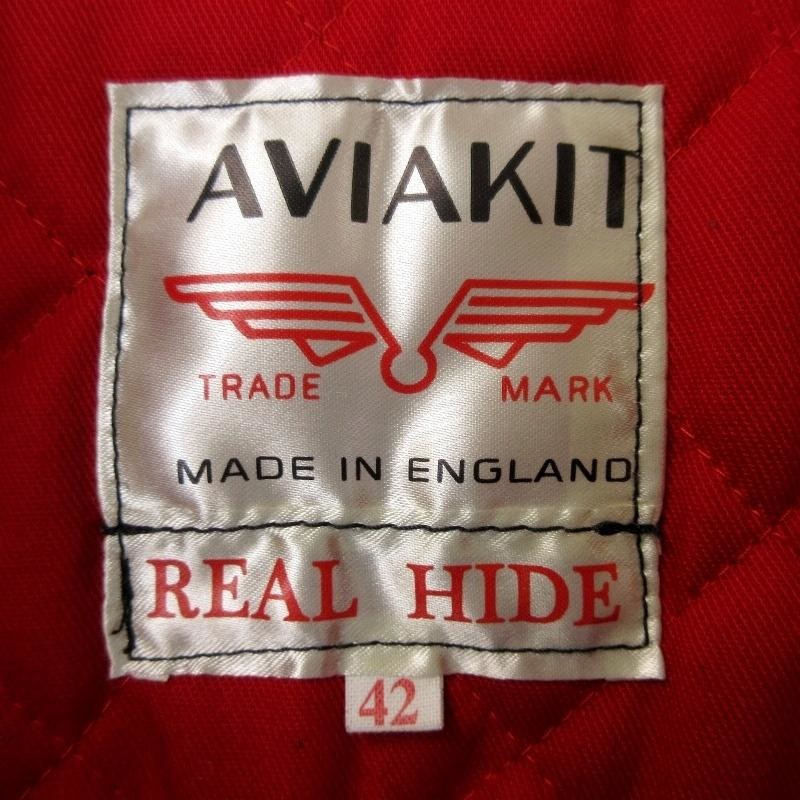 AVIAKIT
TRADE MARK
MADE IN ENGLAND
REAL HIDE
42